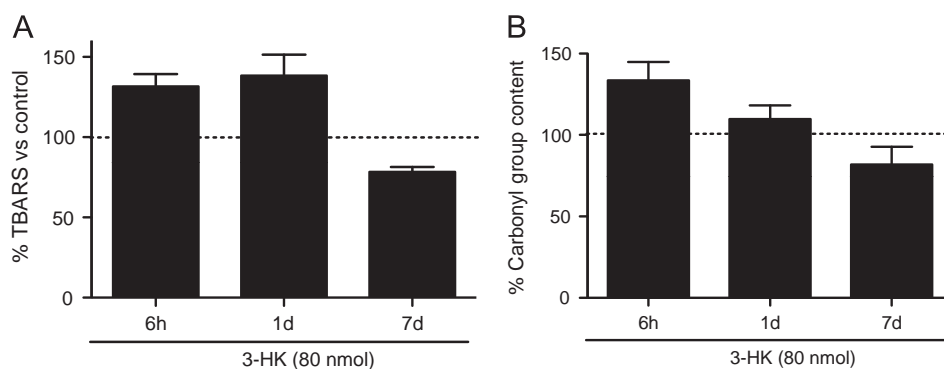 A
% TBARS vs control
150
100
50
0
6h 1d 7d
3-HK (80 nmol)
B
% Carbonyl group content
150
100
50
0
6h 1d 7d
3-HK (80 nmol)